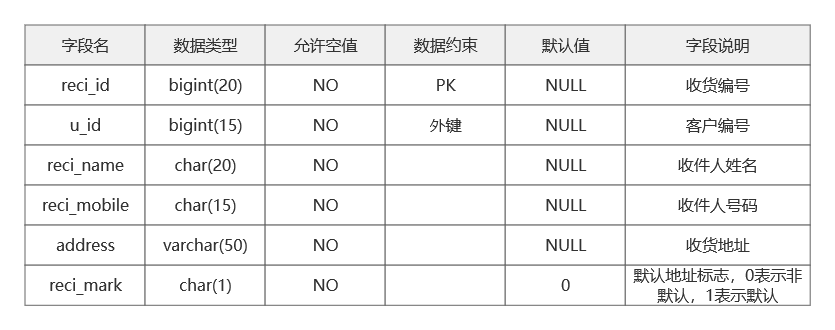 字段名 数据类型 允许空值 数据约束 默认值 字段说明
reci_id bigint(20) NO PK NULL 收货编号
u_id bigint(15) NO 外键 NULL 客户编号
reci_name char(20) NO NULL 收件人姓名
reci_mobile char(15) NO NULL 收件人号码
address varchar(50) NO NULL 收货地址
reci_mark char(1) NO 0 默认地址标志，0表示非
默认，1表示默认